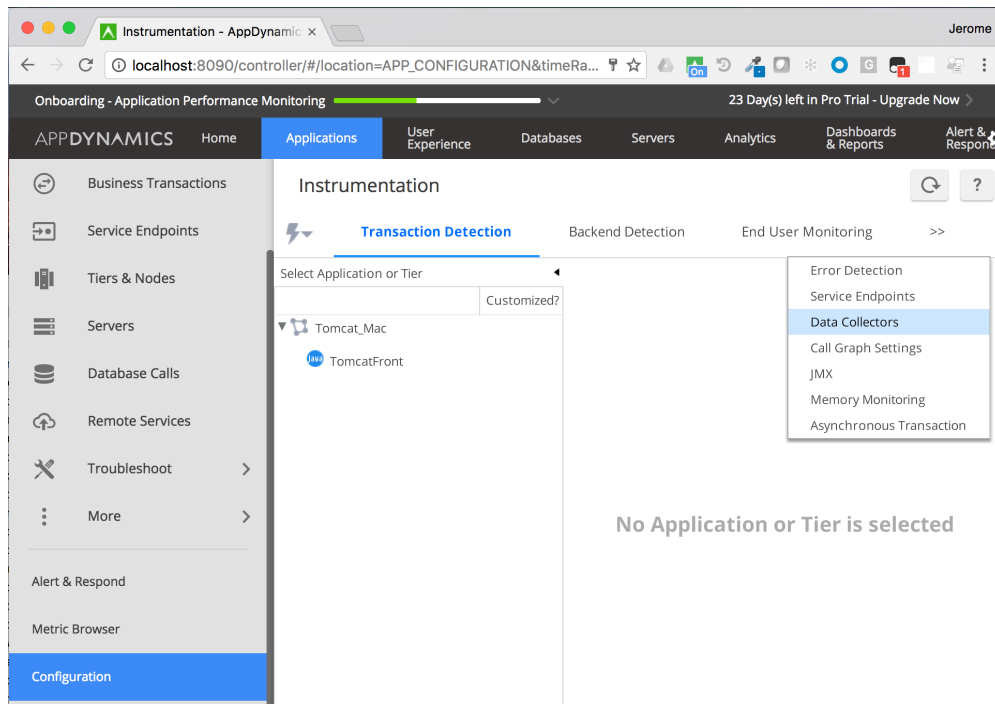 Instrumentation - AppDynamic ×
Jerome
localhost:8090/controller/#/location=APP_CONFIGURATION&timeRa...
On
G
1
Onboarding - Application Performance Monitoring
23 Day(s) left in Pro Trial - Upgrade Now
APPDYNAMICS
Home
Applications
User
Experience
Databases
Servers
Analytics
Dashboards
& Reports
Alert &
Respon
Business Transactions
Service Endpoints
Tiers & Nodes
Servers
Database Calls
Remote Services
Troubleshoot
More
Alert & Respond
Metric Browser
Configuration
Instrumentation
?
Transaction Detection
Backend Detection
End User Monitoring
>>
Select Application or Tier
Customized?
Tomcat_Mac
Java
TomcatFront
Error Detection
Service Endpoints
Data Collectors
Call Graph Settings
JMX
Memory Monitoring
Asynchronous Transaction
No Application or Tier is selected